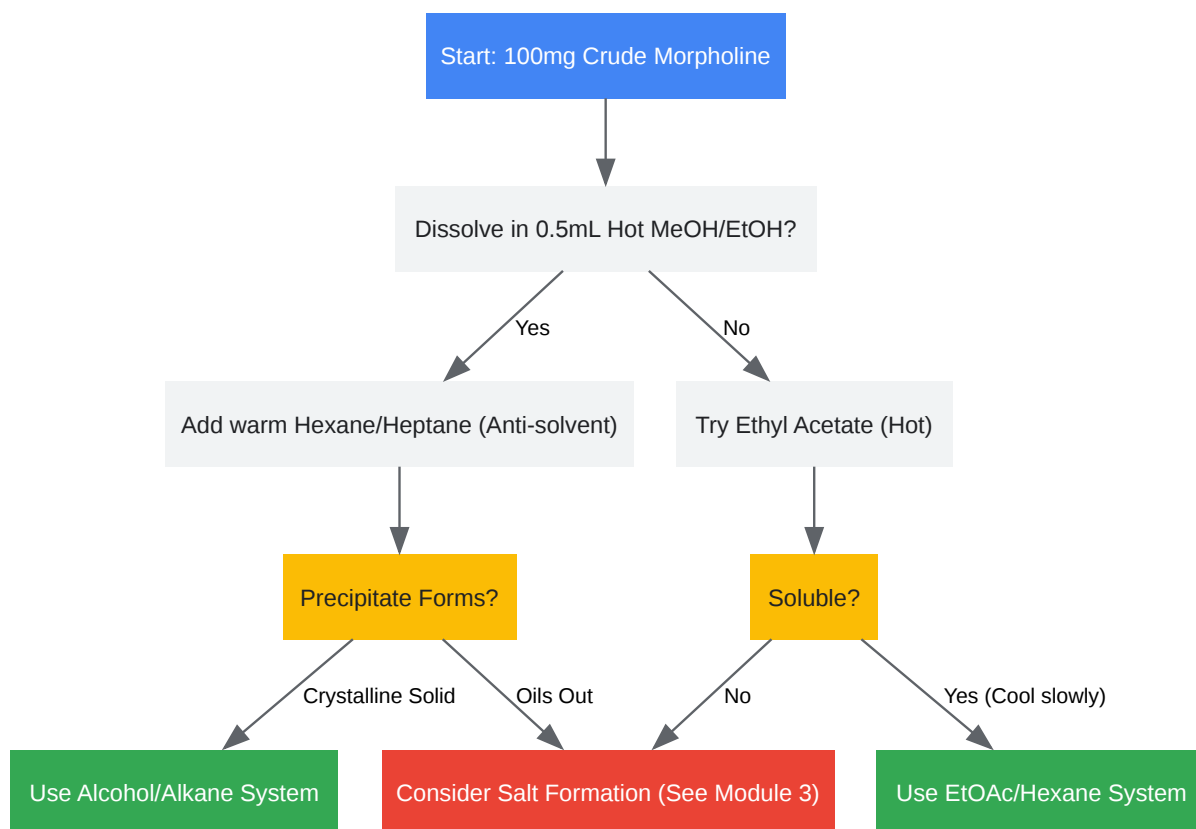 Start: 100mg Crude Morpholine
Dissolve in 0.5mL Hot MeOH/EtOH?
Yes
No
Add warm Hexane/Heptane (Anti-solvent)
Try Ethyl Acetate (Hot)
Precipitate Forms?
Soluble?
Crystalline Solid
Oils Out
No
Yes (Cool slowly)
Use Alcohol/Alkane System
Consider Salt Formation (See Module 3)
Use EtOAc/Hexane System